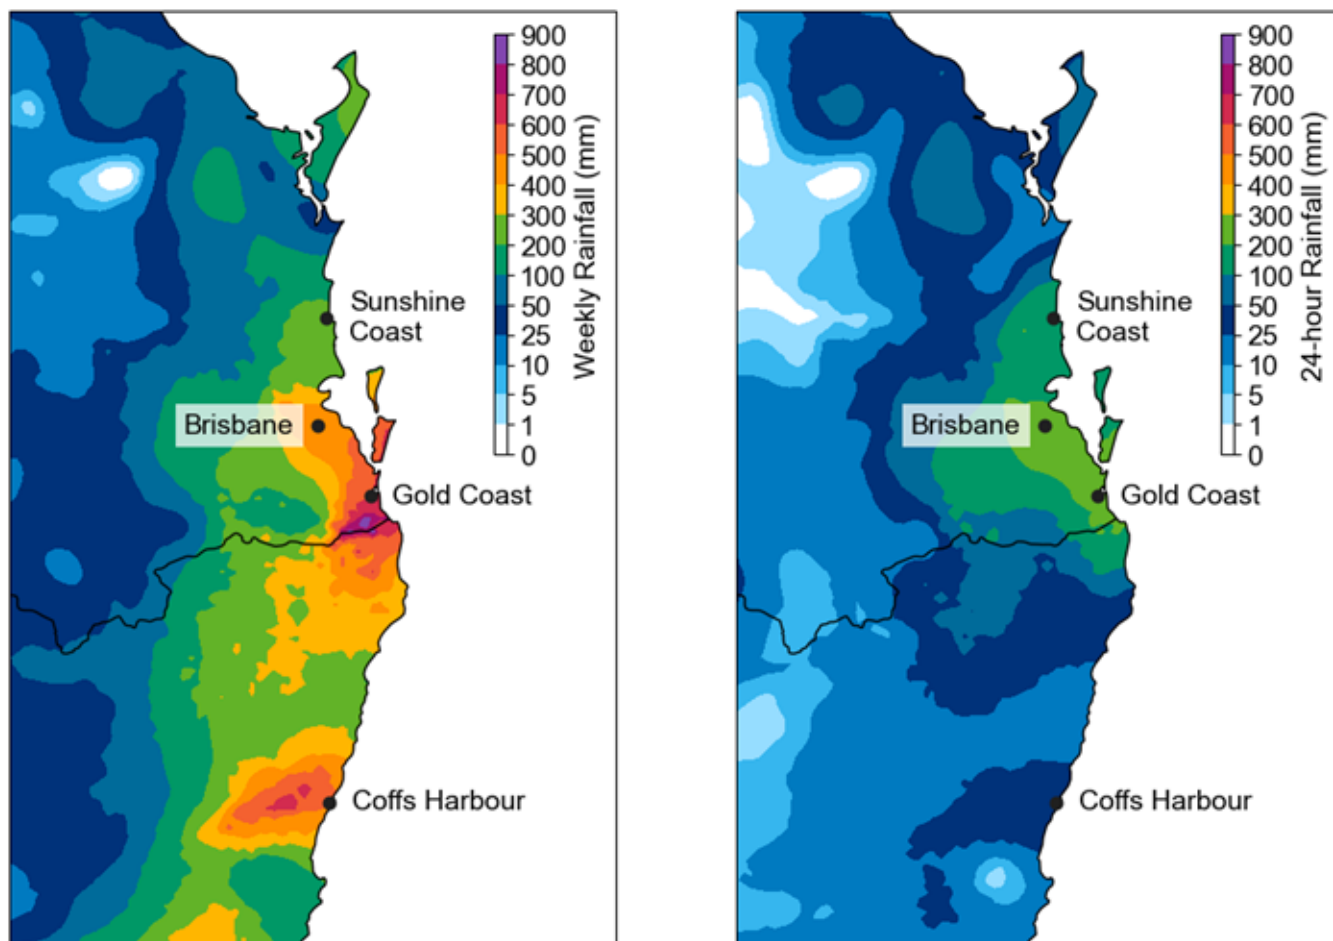 900
800
700
600
500
400
300
200
100
50
25
10
5
1
0
Weekly Rainfall (mm)
Sunshine
Coast
Brisbane
Gold Coast
Coffs Harbour
900
800
700
600
500
400
300
200
100
50
25
10
5
1
0
24-hour Rainfall (mm)
Sunshine
Coast
Brisbane
Gold Coast
Coffs Harbour